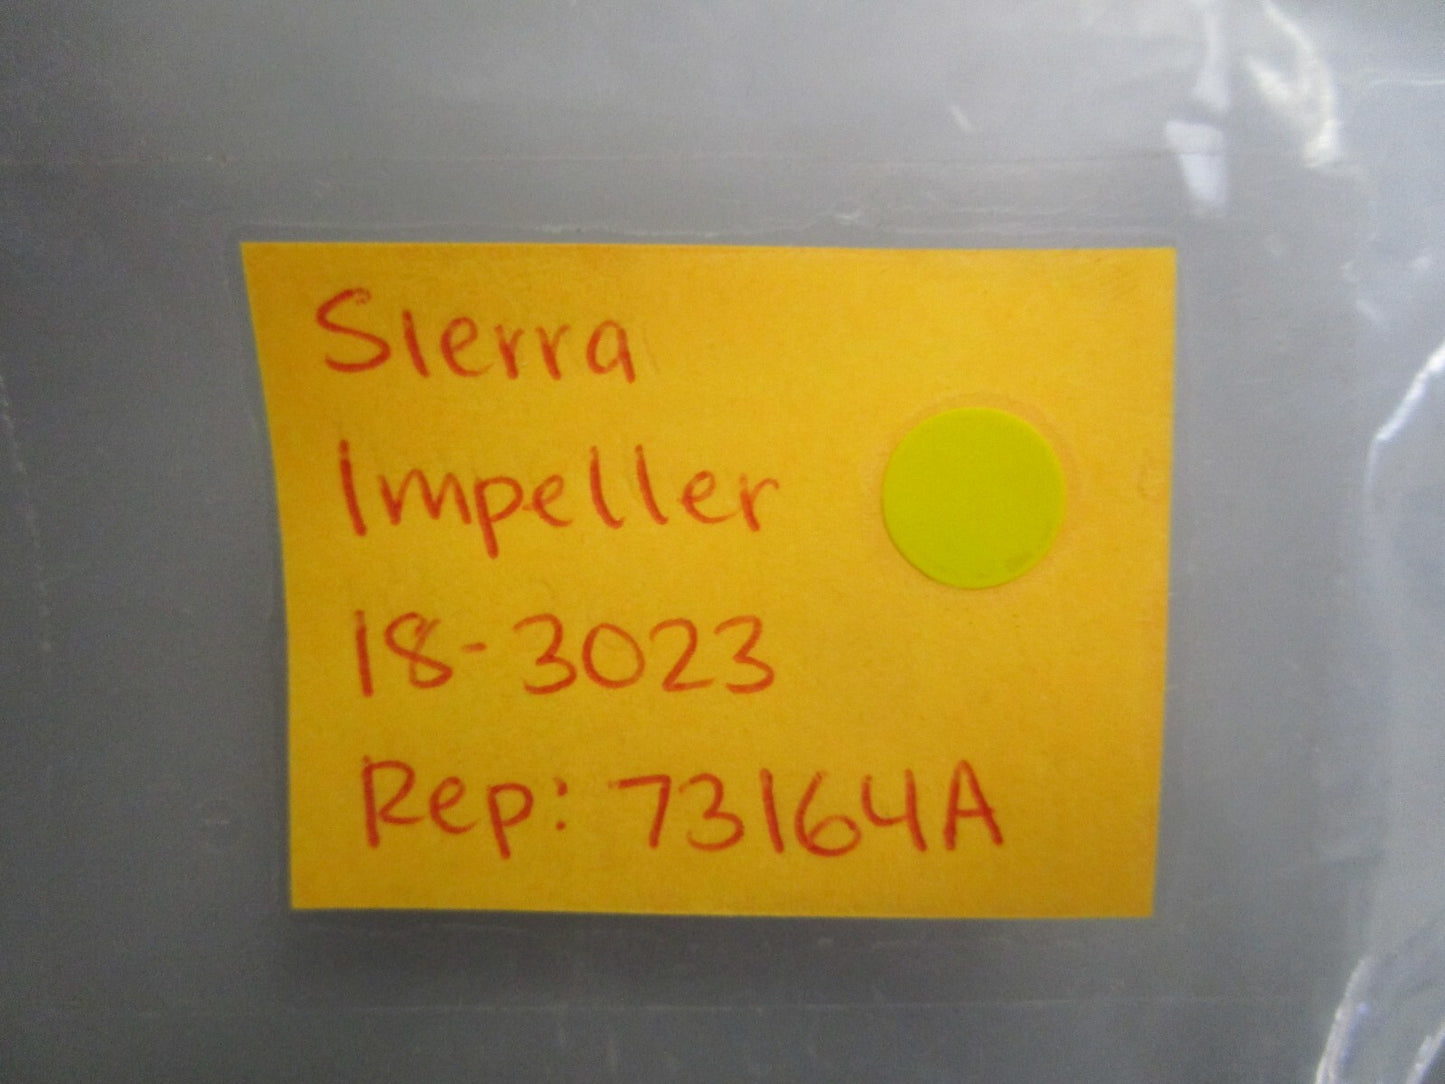 Sierra
Impeller
18-3023
Rep: 73164A